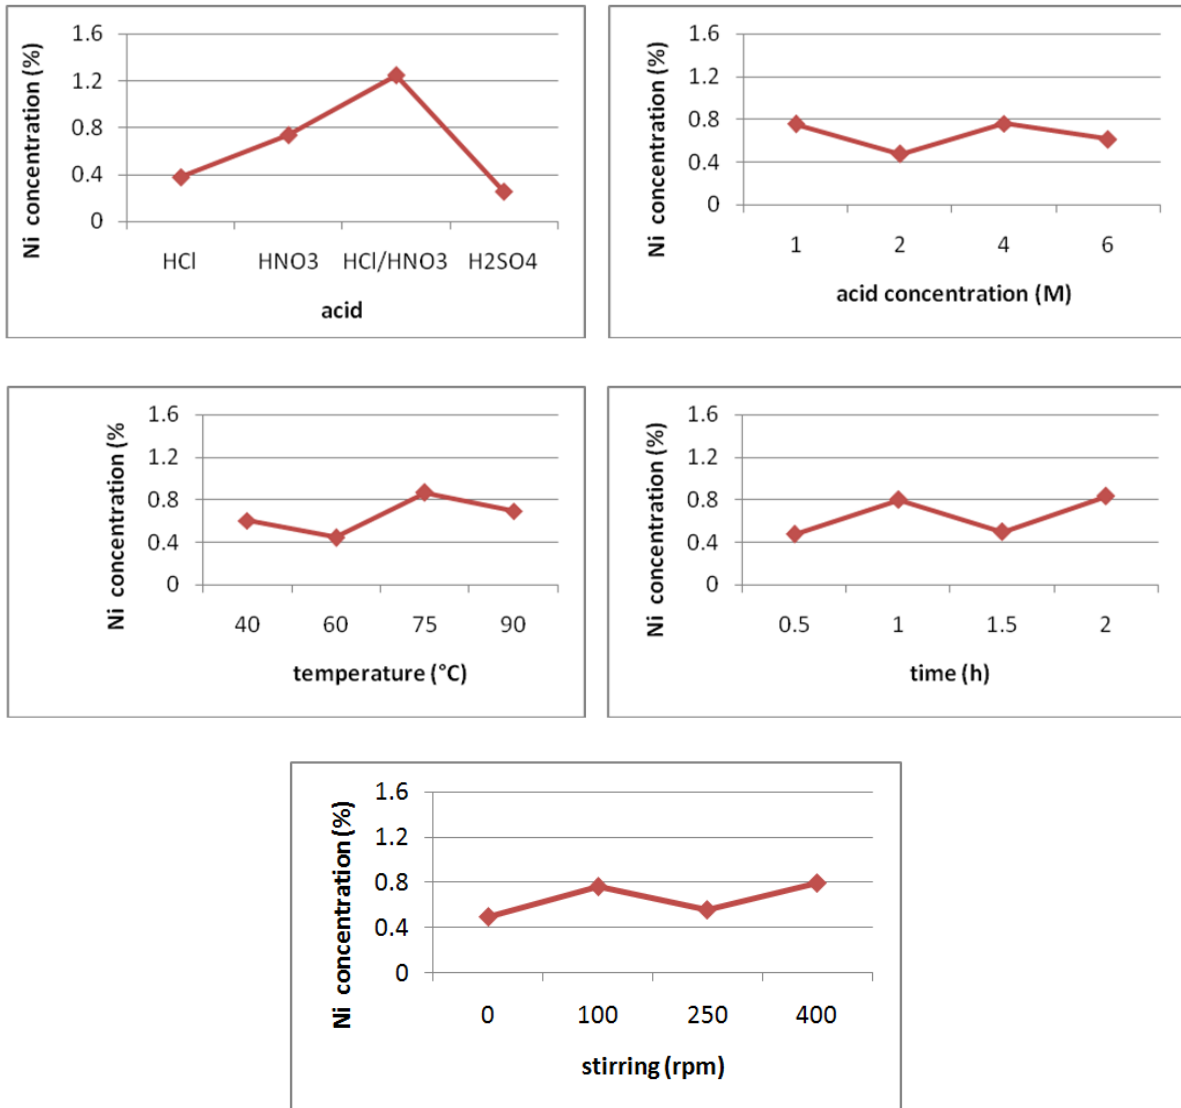 Ni concentration (%)
1.6
1.2
0.8
0.4
0
HCl HNO3 HCl/HNO3 H2SO4
acid
Ni concentration (%)
1.6
1.2
0.8
0.4
0
1 2 4 6
acid concentration (M)
Ni concentration (%
1.6
1.2
0.8
0.4
0
40 60 75 90
temperature (°C)
Ni concentration (%)
1.6
1.2
0.8
0.4
0
0.5 1 1.5 2
time (h)
Ni concentration (%)
1.6
1.2
0.8
0.4
0
0 100 250 400
stirring (rpm)